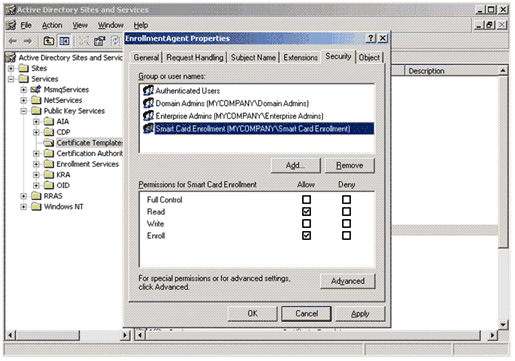 Active Directory Sites and Services
File Action View Window Help
Active Directory Sites and Servic
Sites
Services
MsmqServices
NetServices
Public Key Services
AIA
CDP
Certificate Templates
Certification Authorit
Enrollment Services
KRA
OID
RRAS
Windows NT
Description
EnrollmentAgent Properties
General Request Handling Subject Name Extensions Security Object
Group or user names:
Authenticated Users
Domain Admins (MYCOMPANY\Domain Admins)
Enterprise Admins (MYCOMPANY\Enterprise Admins)
Smart Card Enrollment (MYCOMPANY\Smart Card Enrollment)
Add... Remove
Permissions for Smart Card Enrollment Allow Deny
Full Control
Read
Write
Enroll
For special permissions or for advanced settings,
click Advanced.
Advanced
OK Cancel Apply